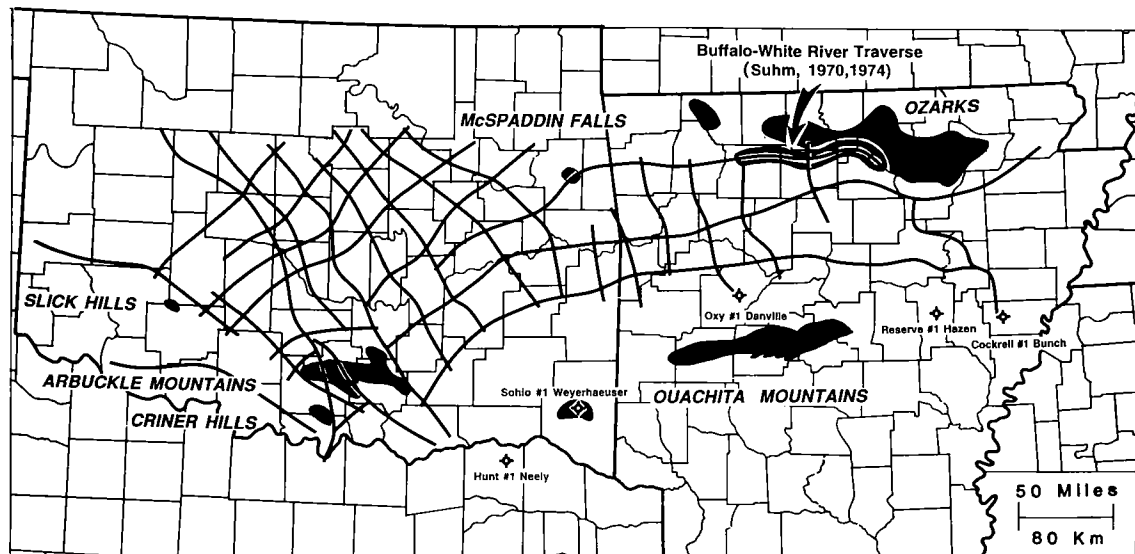 Buffalo-White River Traverse
(Suhm, 1970,1974)
OZARKS
McSPADDIN FALLS
SLICK HILLS
Oxy #1 Danville
Reserve #1 Hazen
Cockrell #1 Bunch
ARBUCKLE MOUNTAINS
Sohio #1 Weyerhaeuser
OUACHITA MOUNTAINS
CRINER HILLS
Hunt #1 Neely
50 Miles
80 Km